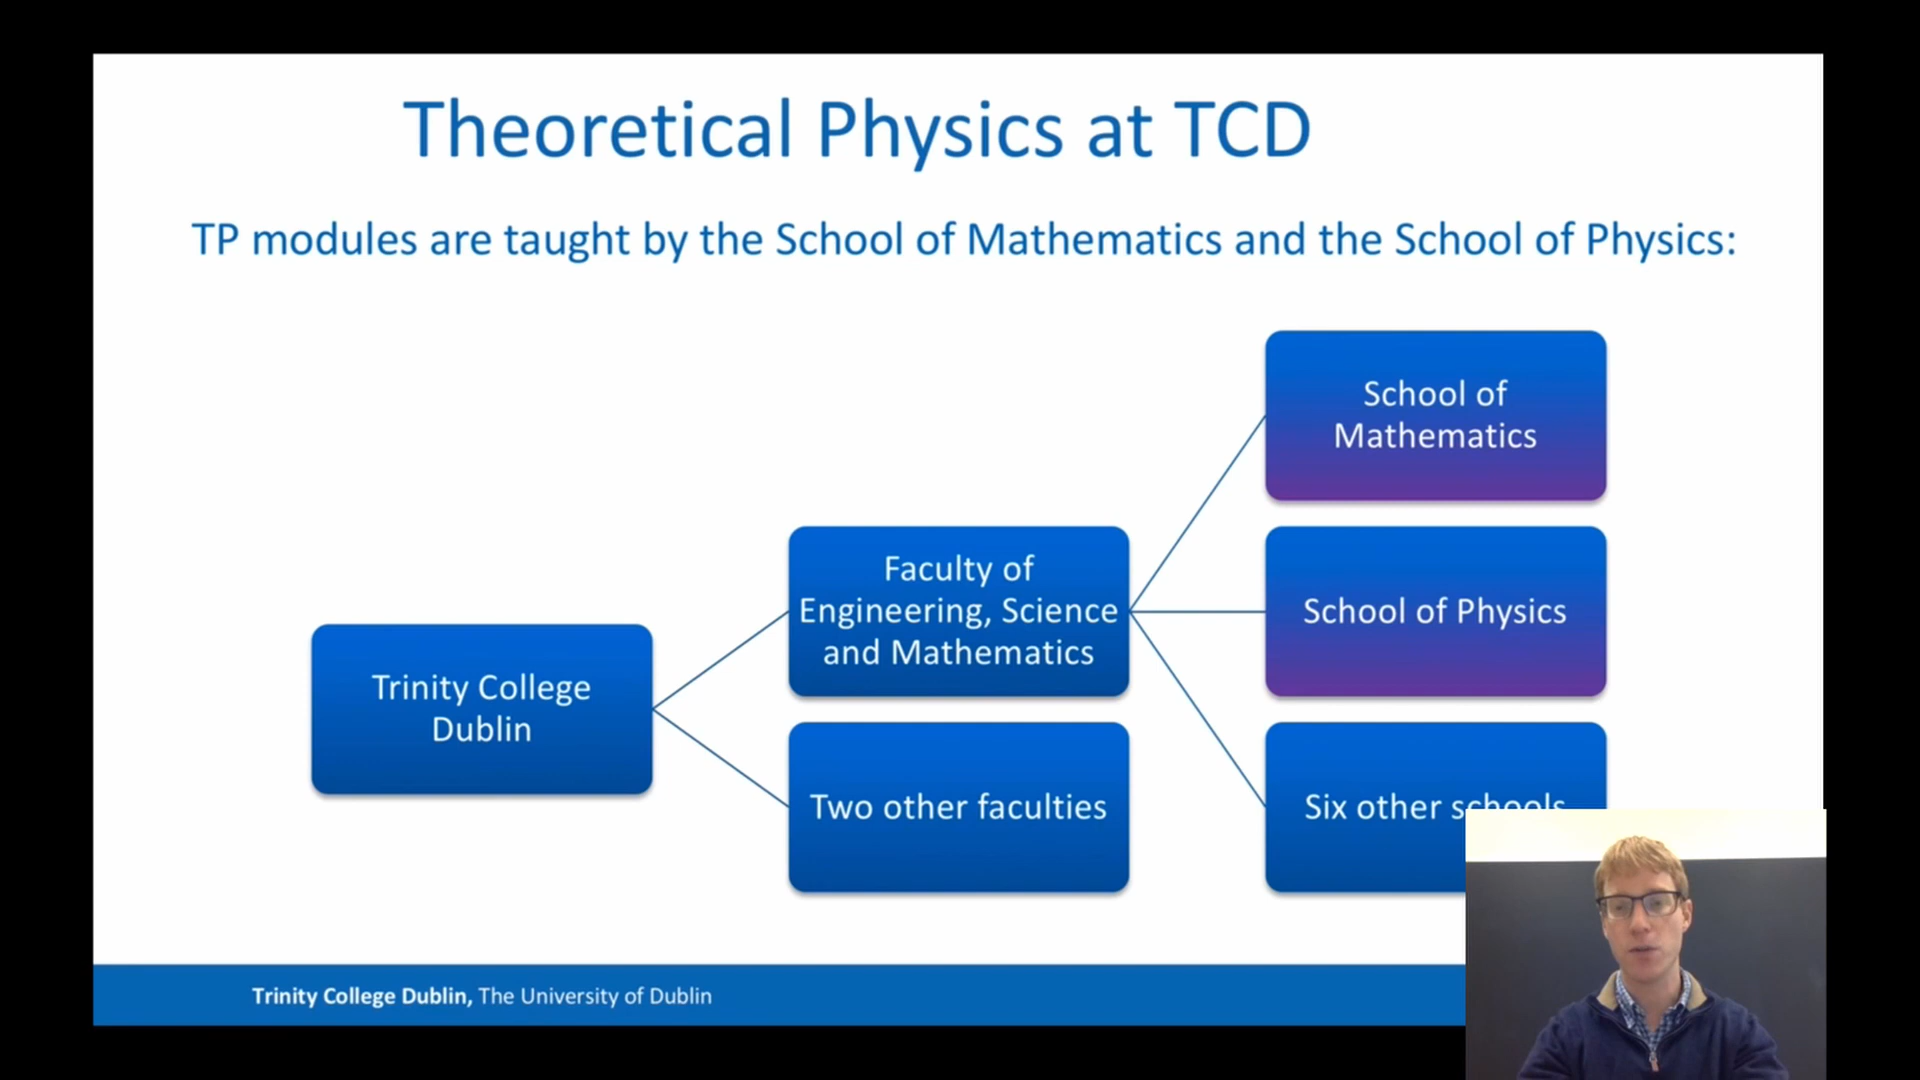 Theoretical Physics at TCD
TP modules are taught by the School of Mathematics and the School of Physics:
School of
Mathematics
Faculty of
Engineering, Science
and Mathematics
School of Physics
Trinity College
Dublin
Two other faculties
Six other schools
Trinity College Dublin, The University of Dublin